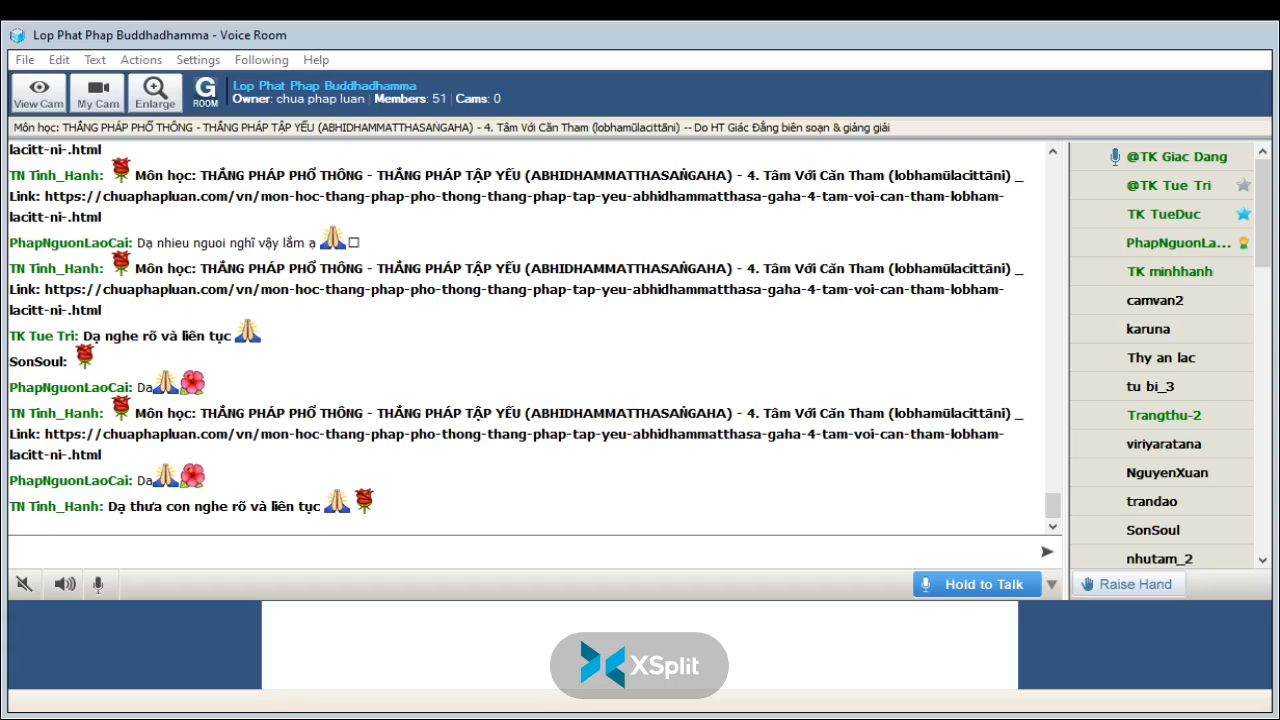 Lop Phat Phap Buddhadhamma - Voice Room
File Edit Text Actions Settings Following Help
View Cam My Cam Enlarge G ROOM
Lop Phat Phap Buddhadhamma
Owner: chua phap luan | Members: 51 | Cams: 0
Môn học: THẮNG PHÁP PHỔ THÔNG - THẮNG PHÁP TẬP YẾU (ABHIDHAMMATTHASAṄGAHA) - 4. Tâm Với Căn Tham (lobhamūlacittāni) -- Do HT Giác Đẳng biên soạn & giảng giải
lacitt-ni-.html
TN Tinh_Hanh: Môn học: THẮNG PHÁP PHỔ THÔNG - THẮNG PHÁP TẬP YẾU (ABHIDHAMMATTHASAṄGAHA) - 4. Tâm Với Căn Tham (lobhamūlacittāni) _
Link: https://chuaphapluan.com/vn/mon-hoc-thang-phap-pho-thong-thang-phap-tap-yeu-abhidhammatthasa-gaha-4-tam-voi-can-tham-lobham-
lacitt-ni-.html
PhapNguonLaoCai: Dạ nhieu nguoi nghĩ vậy lắm ạ
TN Tinh_Hanh: Môn học: THẮNG PHÁP PHỔ THÔNG - THẮNG PHÁP TẬP YẾU (ABHIDHAMMATTHASAṄGAHA) - 4. Tâm Với Căn Tham (lobhamūlacittāni) _
Link: https://chuaphapluan.com/vn/mon-hoc-thang-phap-pho-thong-thang-phap-tap-yeu-abhidhammatthasa-gaha-4-tam-voi-can-tham-lobham-
lacitt-ni-.html
TK Tue Tri: Dạ nghe rõ và liên tục
SonSoul:
PhapNguonLaoCai: Da
TN Tinh_Hanh: Môn học: THẮNG PHÁP PHỔ THÔNG - THẮNG PHÁP TẬP YẾU (ABHIDHAMMATTHASAṄGAHA) - 4. Tâm Với Căn Tham (lobhamūlacittāni) _
Link: https://chuaphapluan.com/vn/mon-hoc-thang-phap-pho-thong-thang-phap-tap-yeu-abhidhammatthasa-gaha-4-tam-voi-can-tham-lobham-
lacitt-ni-.html
PhapNguonLaoCai: Da
TN Tinh_Hanh: Dạ thưa con nghe rõ và liên tục
@TK Giac Dang
@TK Tue Tri
TK TueDuc
PhapNguonLa...
TK minhhanh
camvan2
karuna
Thy an lac
tu bi_3
Trangthu-2
viriyaratana
NguyenXuan
trandao
SonSoul
nhutam_2
Hold to Talk
Raise Hand
XSplit